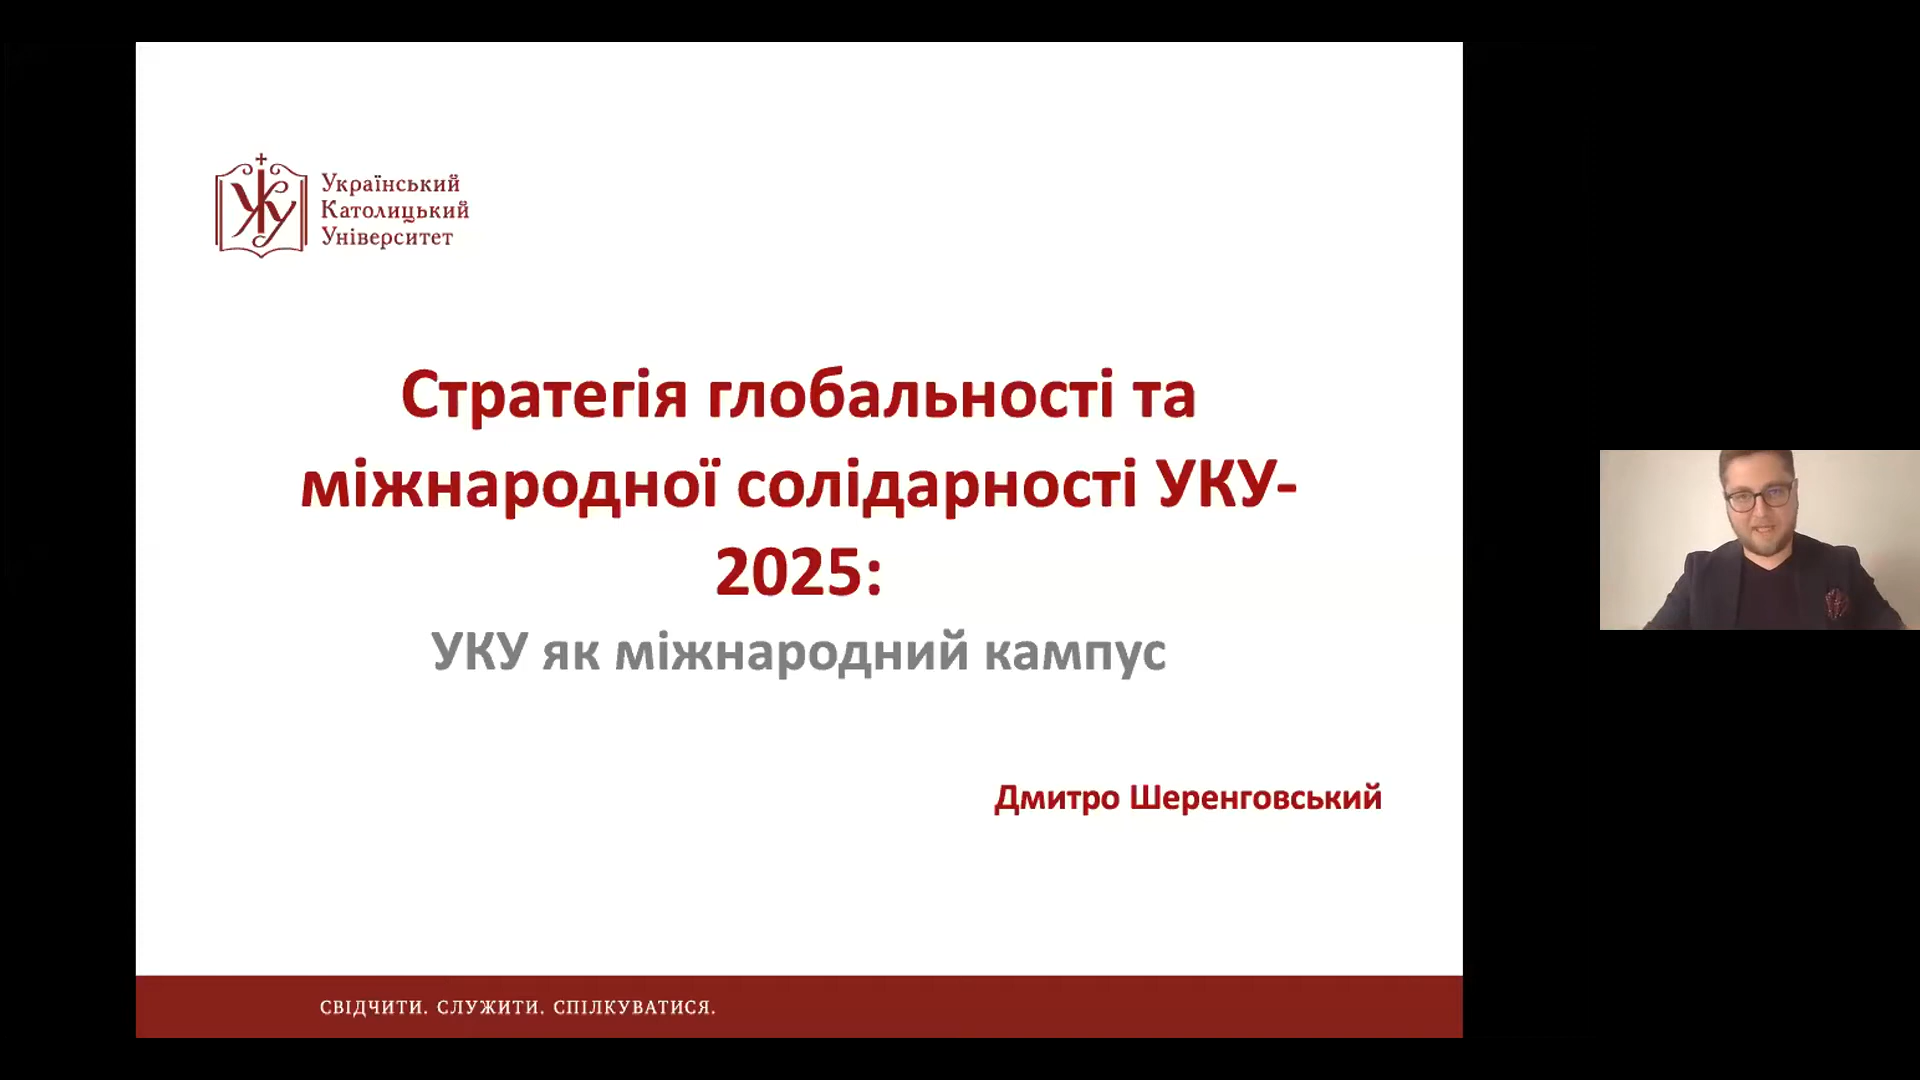 Український
Католицький
Університет
Стратегія глобальності та
міжнародної солідарності УКУ-
2025:
УКУ як міжнародний кампус
Дмитро Шеренговський
СВІДЧИТИ. СЛУЖИТИ. СПІЛКУВАТИСЯ.